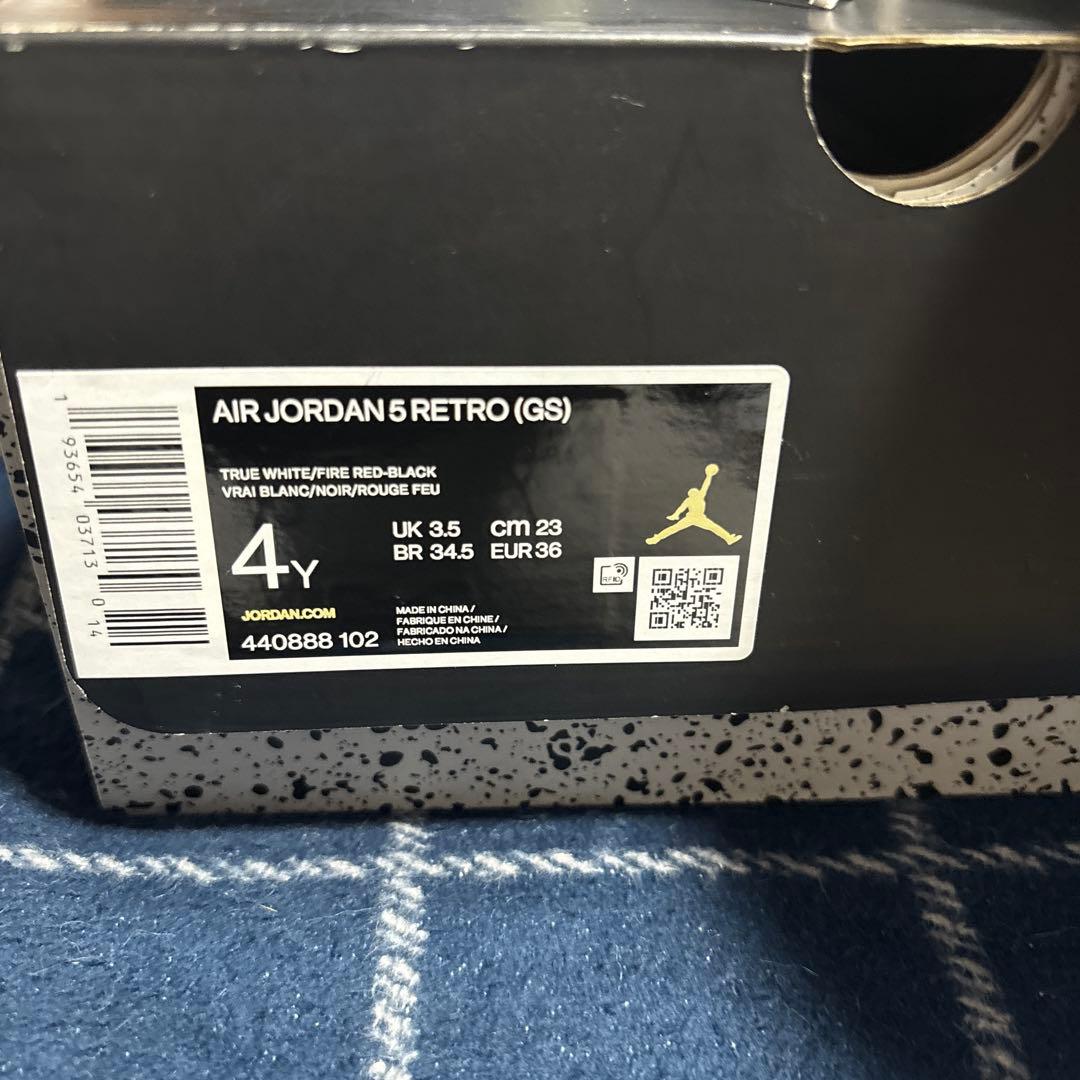 AIR JORDAN 5 RETRO (GS)
TRUE WHITE/FIRE RED-BLACK
VRAI BLANC/NOIR/ROUGE FEU
4Y
UK 3.5 cm 23
BR 34.5 EUR 36
JORDAN.COM
440888 102
MADE IN CHINA /
FABRIQUE EN CHINE /
FABRICADO NA CHINA /
HECHO EN CHINA
RFID
1 93654 03713 0 14